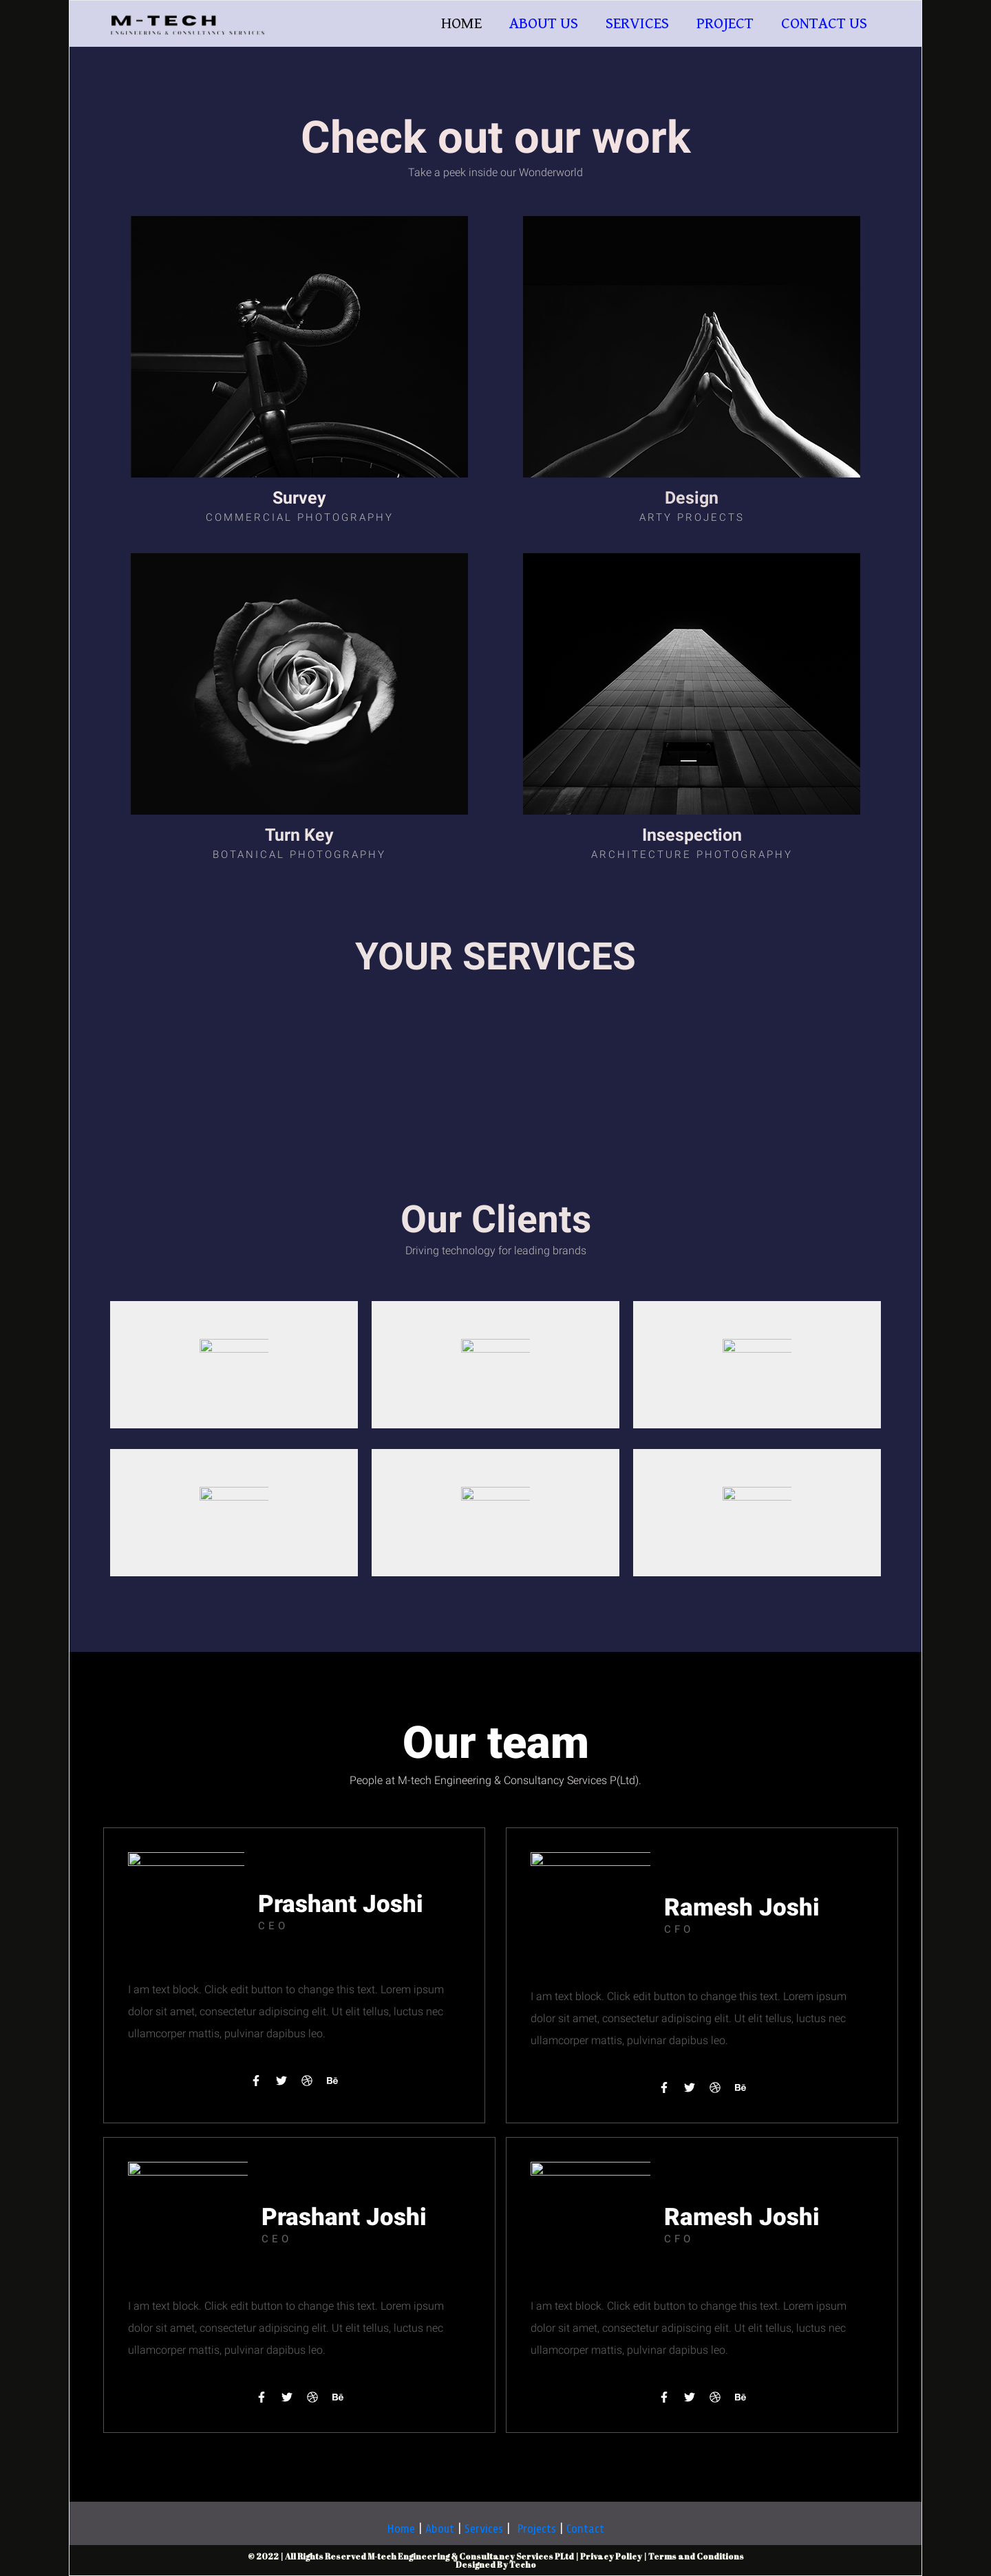 M-TECH
ENGINEERING & CONSULTANCY SERVICES
HOME ABOUT US SERVICES PROJECT CONTACT US
Check out our work
Take a peek inside our Wonderworld
Survey
COMMERCIAL PHOTOGRAPHY
Design
ARTY PROJECTS
Turn Key
BOTANICAL PHOTOGRAPHY
Insespection
ARCHITECTURE PHOTOGRAPHY
YOUR SERVICES
Our Clients
Driving technology for leading brands
Our team
People at M-tech Engineering & Consultancy Services P(Ltd).
Prashant Joshi
CEO
I am text block. Click edit button to change this text. Lorem ipsum
dolor sit amet, consectetur adipiscing elit. Ut elit tellus, luctus nec
ullamcorper mattis, pulvinar dapibus leo.
Bē
Ramesh Joshi
CFO
I am text block. Click edit button to change this text. Lorem ipsum
dolor sit amet, consectetur adipiscing elit. Ut elit tellus, luctus nec
ullamcorper mattis, pulvinar dapibus leo.
Bē
Prashant Joshi
CEO
I am text block. Click edit button to change this text. Lorem ipsum
dolor sit amet, consectetur adipiscing elit. Ut elit tellus, luctus nec
ullamcorper mattis, pulvinar dapibus leo.
Bē
Ramesh Joshi
CFO
I am text block. Click edit button to change this text. Lorem ipsum
dolor sit amet, consectetur adipiscing elit. Ut elit tellus, luctus nec
ullamcorper mattis, pulvinar dapibus leo.
Bē
Home | About | Services | Projects | Contact
© 2022 | All Rights Reserved M-tech Engineering & Consultancy Services P.Ltd | Privacy Policy | Terms and Conditions
Designed By Techo